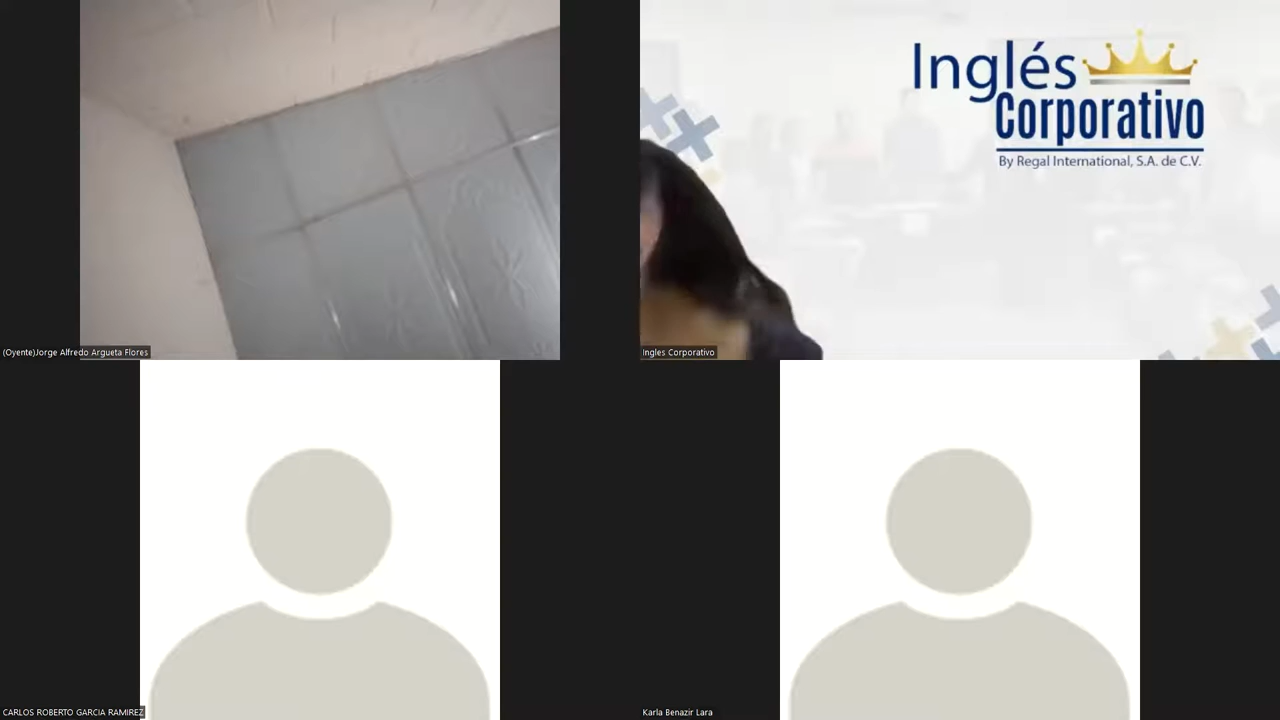 Inglés
Corporativo
By Regal International, S.A. de C.V.
(Oyente)Jorge Alfredo Argueta Flores
Ingles Corporativo
CARLOS ROBERTO GARCIA RAMIREZ
Karla Benazir Lara